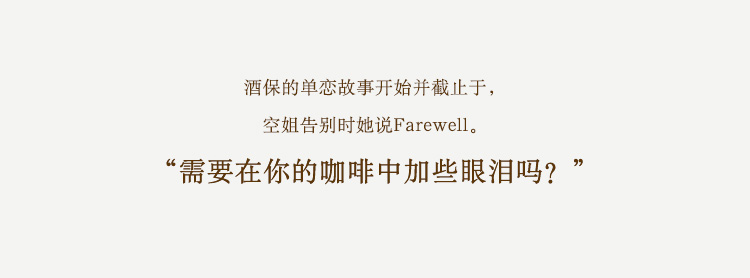 酒保的单恋故事开始并截止于，
空姐告别时她说Farewell。
“需要在你的咖啡中加些眼泪吗？”